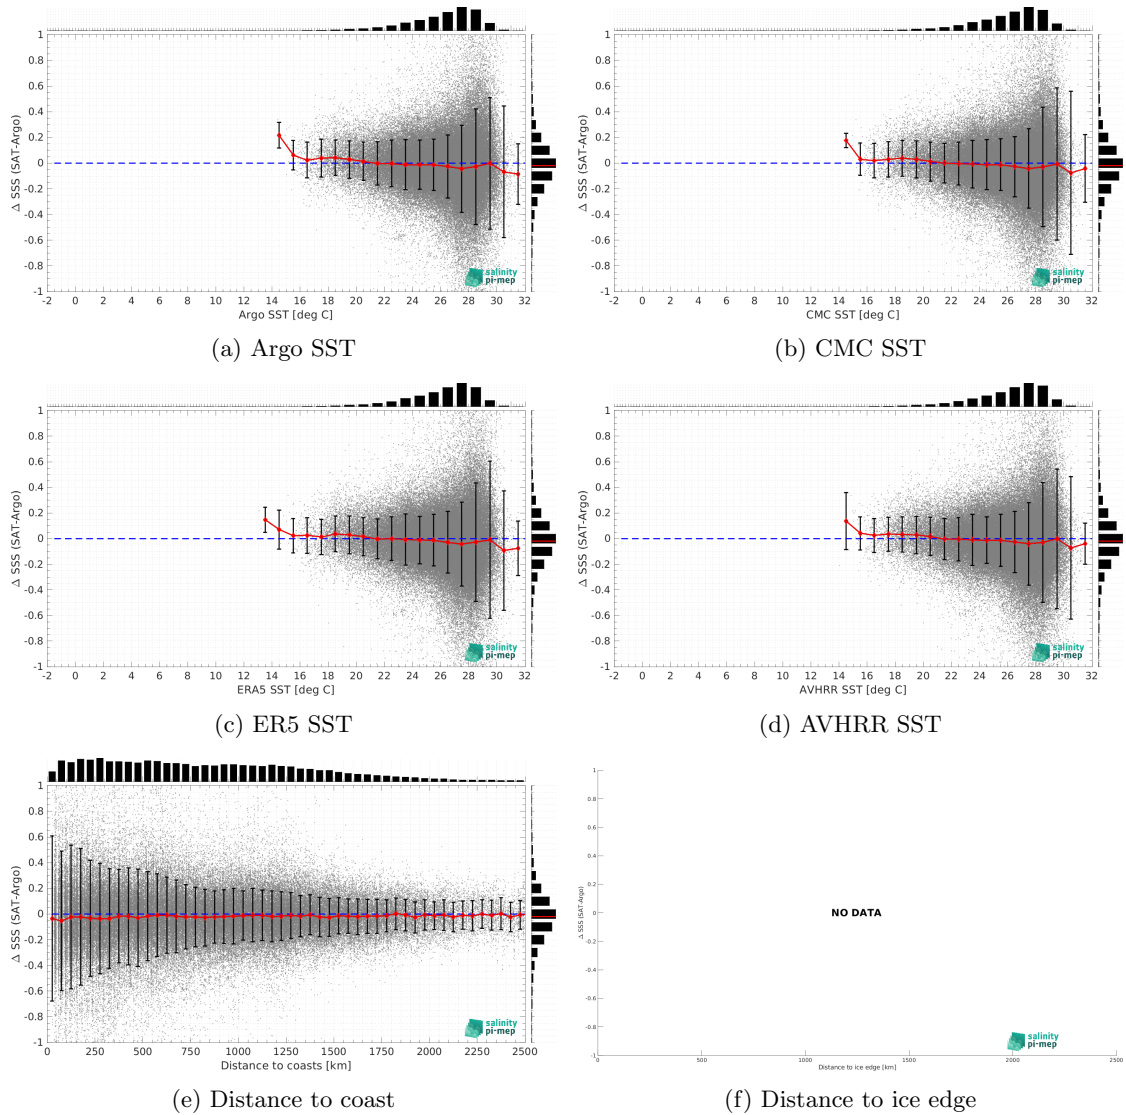 1
0.8
0.6
0.4
0.2
0
-0.2
-0.4
-0.6
-0.8
-1
Δ SSS (SAT-Argo)
salinity
pi-mep
-2 0 2 4 6 8 10 12 14 16 18 20 22 24 26 28 30 32
Argo SST [deg C]
(a) Argo SST
1
0.8
0.6
0.4
0.2
0
-0.2
-0.4
-0.6
-0.8
-1
Δ SSS (SAT-Argo)
salinity
pi-mep
-2 0 2 4 6 8 10 12 14 16 18 20 22 24 26 28 30 32
CMC SST [deg C]
(b) CMC SST
1
0.8
0.6
0.4
0.2
0
-0.2
-0.4
-0.6
-0.8
-1
Δ SSS (SAT-Argo)
salinity
pi-mep
-2 0 2 4 6 8 10 12 14 16 18 20 22 24 26 28 30 32
ERA5 SST [deg C]
(c) ER5 SST
1
0.8
0.6
0.4
0.2
0
-0.2
-0.4
-0.6
-0.8
-1
Δ SSS (SAT-Argo)
salinity
pi-mep
-2 0 2 4 6 8 10 12 14 16 18 20 22 24 26 28 30 32
AVHRR SST [deg C]
(d) AVHRR SST
1
0.8
0.6
0.4
0.2
0
-0.2
-0.4
-0.6
-0.8
-1
Δ SSS (SAT-Argo)
salinity
pi-mep
0 250 500 750 1000 1250 1500 1750 2000 2250 2500
Distance to coasts [km]
(e) Distance to coast
1
0.8
0.6
0.4
0.2
0
-0.2
-0.4
-0.6
-0.8
-1
Δ SSS (SAT-Argo)
NO DATA
salinity
pi-mep
0 500 1000 1500 2000 2500
Distance to ice edge [km]
(f) Distance to ice edge